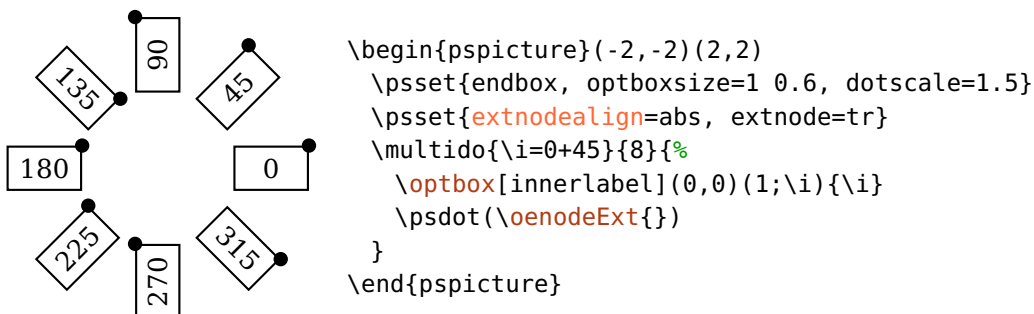 90
135
45
180
0
225
315
270
\begin{pspicture}(-2,-2)(2,2)
  \psset{endbox, optboxsize=1 0.6, dotscale=1.5}
  \psset{extnodealign=abs, extnode=tr}
  \multido{\i=0+45}{8}{%
    \optbox[innerlabel](0,0)(1;\i){\i}
    \psdot(\oenodeExt{})
  }
\end{pspicture}